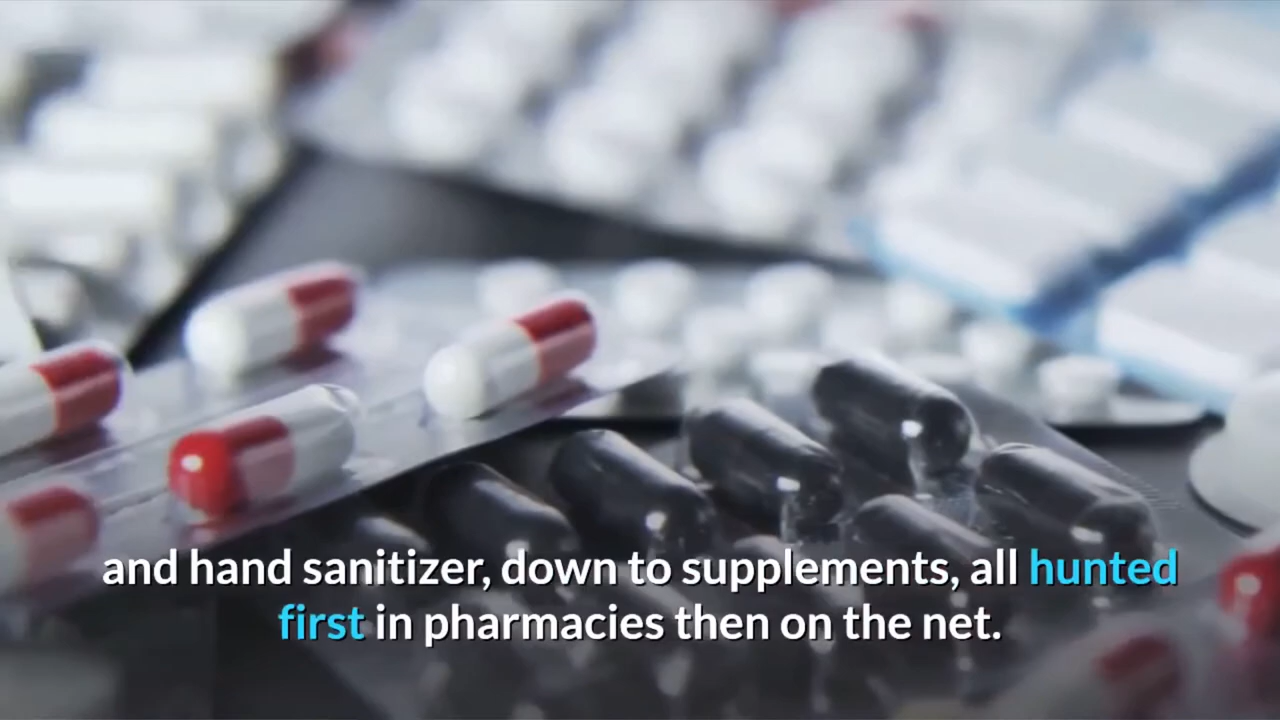 and hand sanitizer, down to supplements, all hunted
first in pharmacies then on the net.